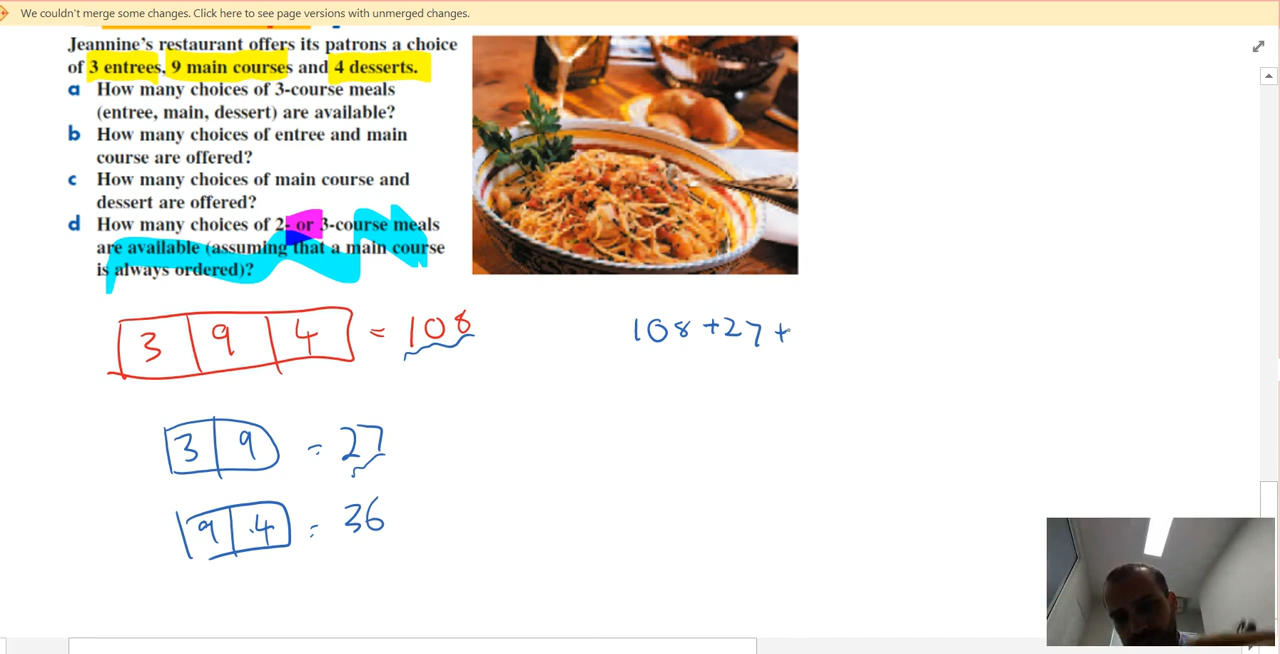 We couldn't merge some changes. Click here to see page versions with unmerged changes.
Jeannine's restaurant offers its patrons a choice
of 3 entrees, 9 main courses and 4 desserts.
a How many choices of 3-course meals
(entree, main, dessert) are available?
b How many choices of entree and main
course are offered?
c How many choices of main course and
dessert are offered?
d How many choices of 2- or 3-course meals
are available (assuming that a main course
is always ordered)?
3 9 4 = 108
108 +27 +
3 9 = 27
9 4 = 36